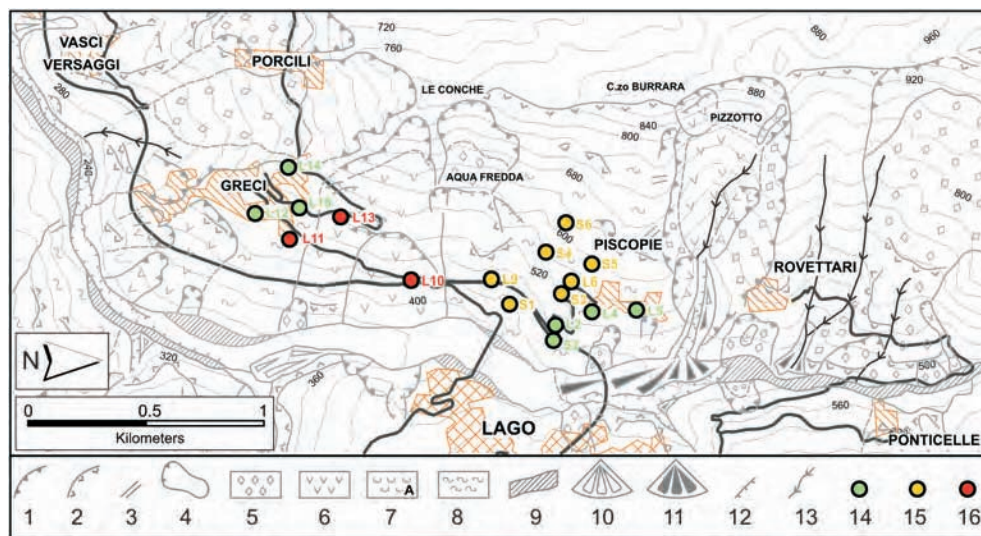 720
760
880
960
VASCI
VERSAGGI
PORCILI
280
LE CONCHE
C.zo BURRARA
880
920
840
PIZZOTTO
800
240
L14
GRECI
AQUA FREDDA
680
800
L12
L13
S6
L11
600
PISCOPIE
S4
S5
ROVETTARI
520
L10
L9
L6
400
S1
S3
L4
L5
N
L2
320
S2
360
560
0 0.5 1
Kilometers
LAGO
560
PONTICELLE
A
1 2 3 4 5 6 7 8 9 10 11 12 13 14 15 16